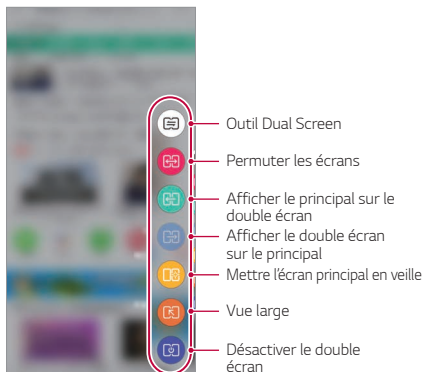 Outil Dual Screen
Permuter les écrans
Afficher le principal sur le
double écran
Afficher le double écran
sur le principal
Mettre l'écran principal en veille
Vue large
Désactiver le double
écran